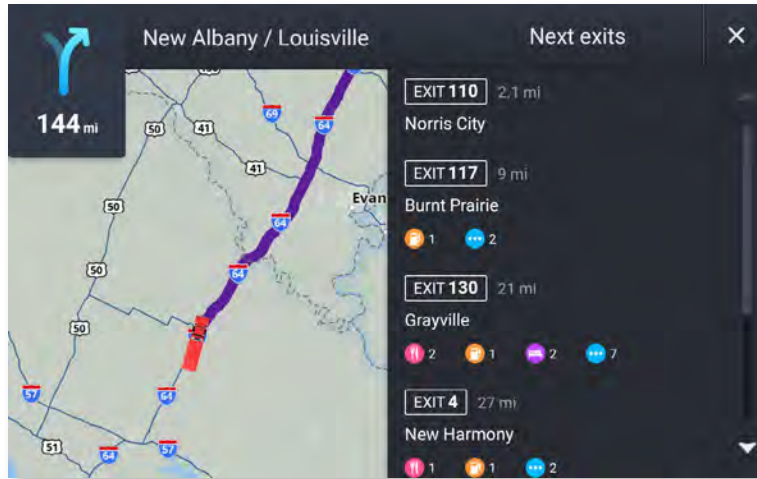 New Albany / Louisville
Next exits
144 mi
EXIT 110 2.1 mi
Norris City
EXIT 117 9 mi
Burnt Prairie
1 2
EXIT 130 21 mi
Grayville
2 1 2 7
EXIT 4 27 mi
New Harmony
1 1 2
69
64
50
41
41
50
Evan
64
64
50
50
57
64
51
64
57